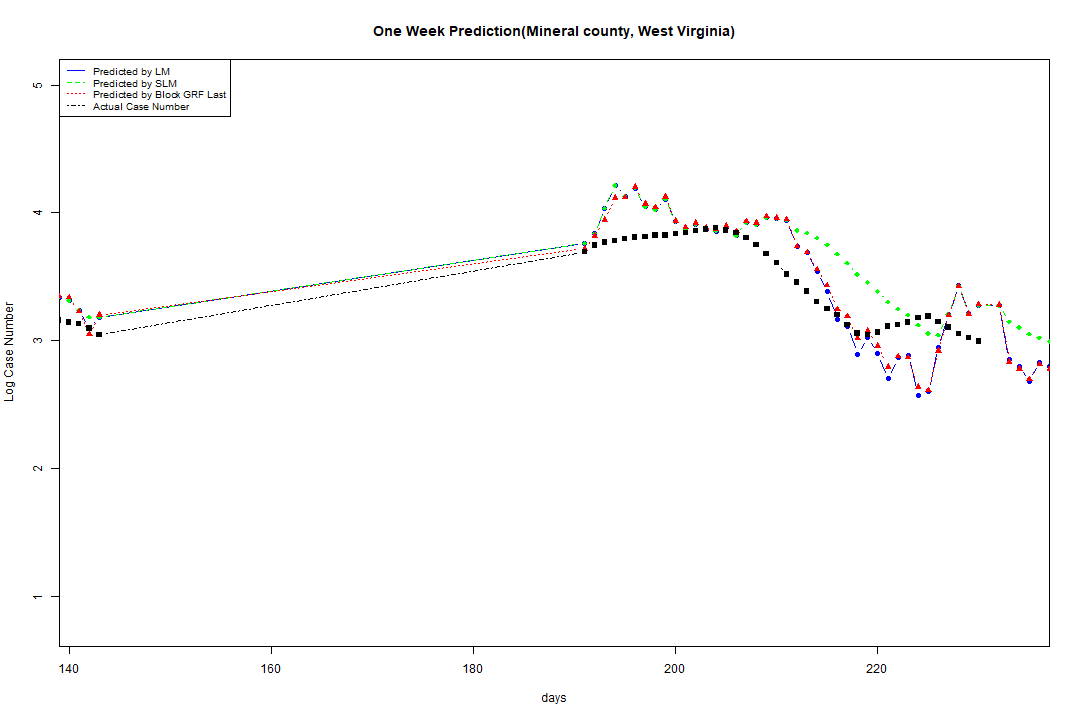 One Week Prediction(Mineral county, West Virginia)
Predicted by LM
Predicted by SLM
Predicted by Block GRF Last
Actual Case Number
5
4
3
2
1
Log Case Number
140 160 180 200 220
days